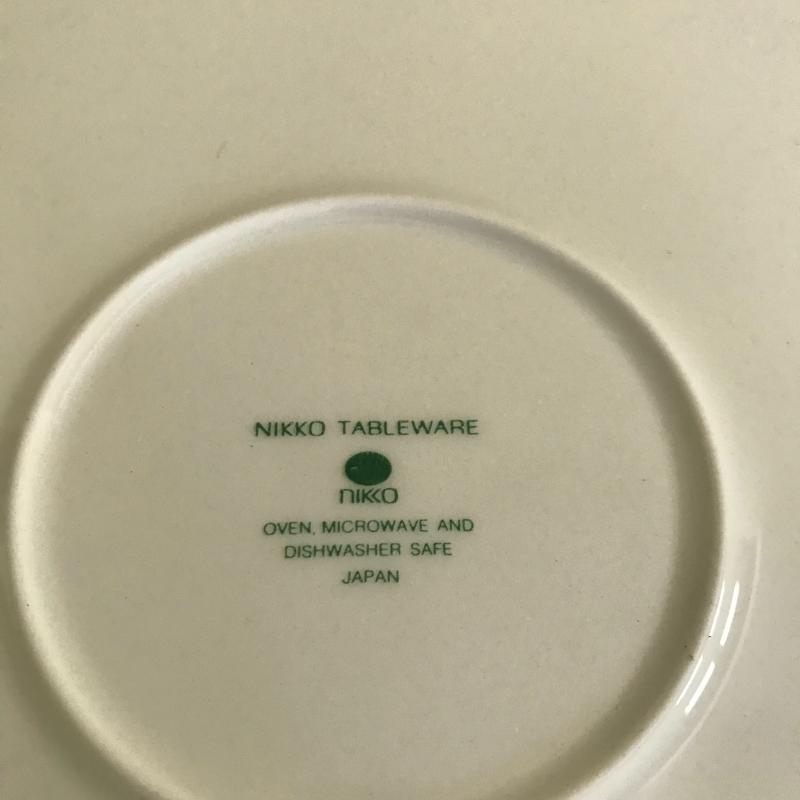 NIKKO TABLEWARE
nikko
OVEN, MICROWAVE AND
DISHWASHER SAFE
JAPAN